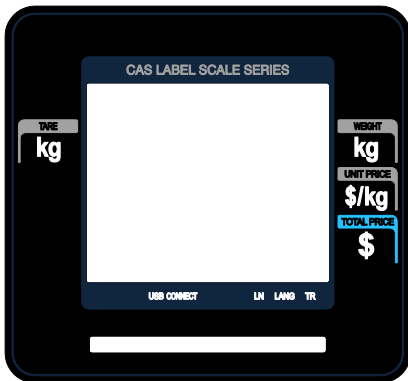 CAS LABEL SCALE SERIES
TARE
kg
WEIGHT
kg
UNIT PRICE
$/kg
TOTAL PRICE
$
USB CONNECT LN LANG TR